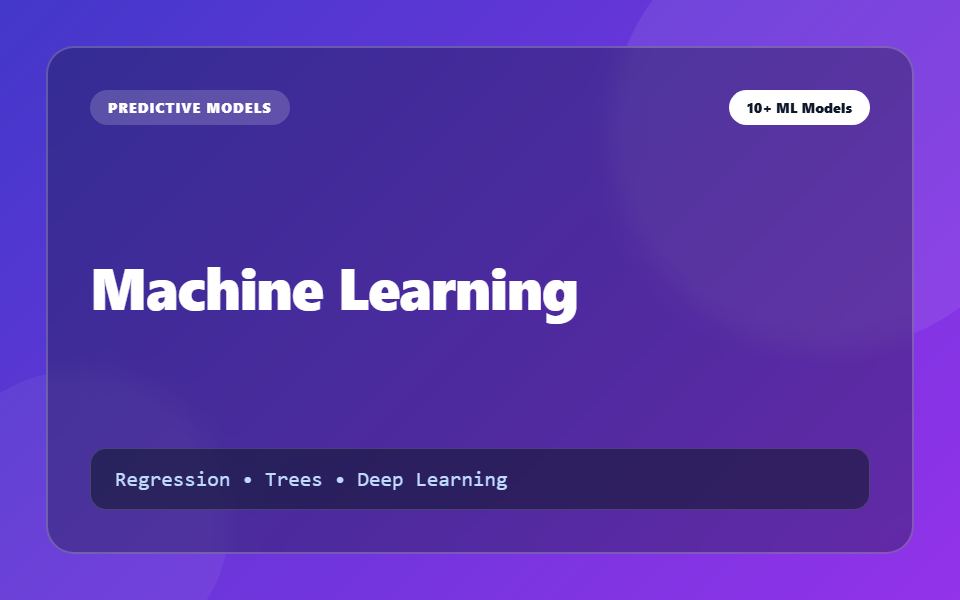 PREDICTIVE MODELS
10+ ML Models
Machine Learning
Regression • Trees • Deep Learning